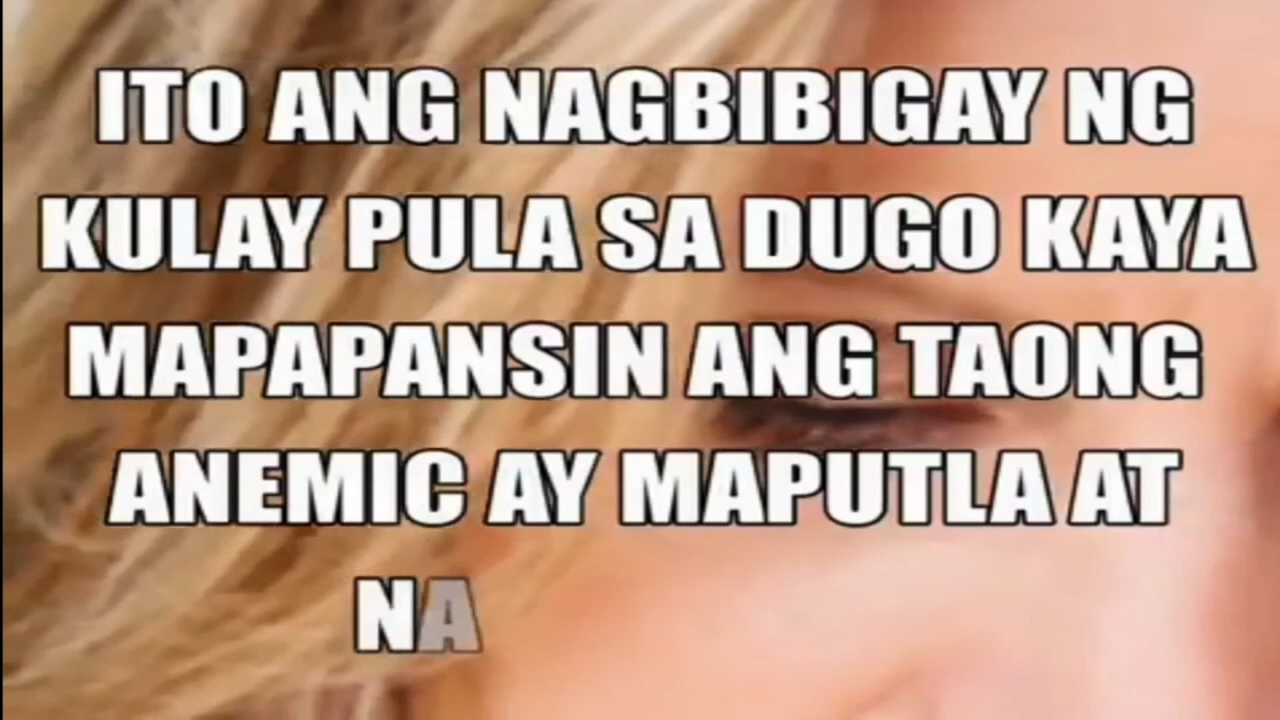 ITO ANG NAGBIBIGAY NG
KULAY PULA SA DUGO KAYA
MAPAPANSIN ANG TAONG
ANEMIC AY MAPUTLA AT
NA